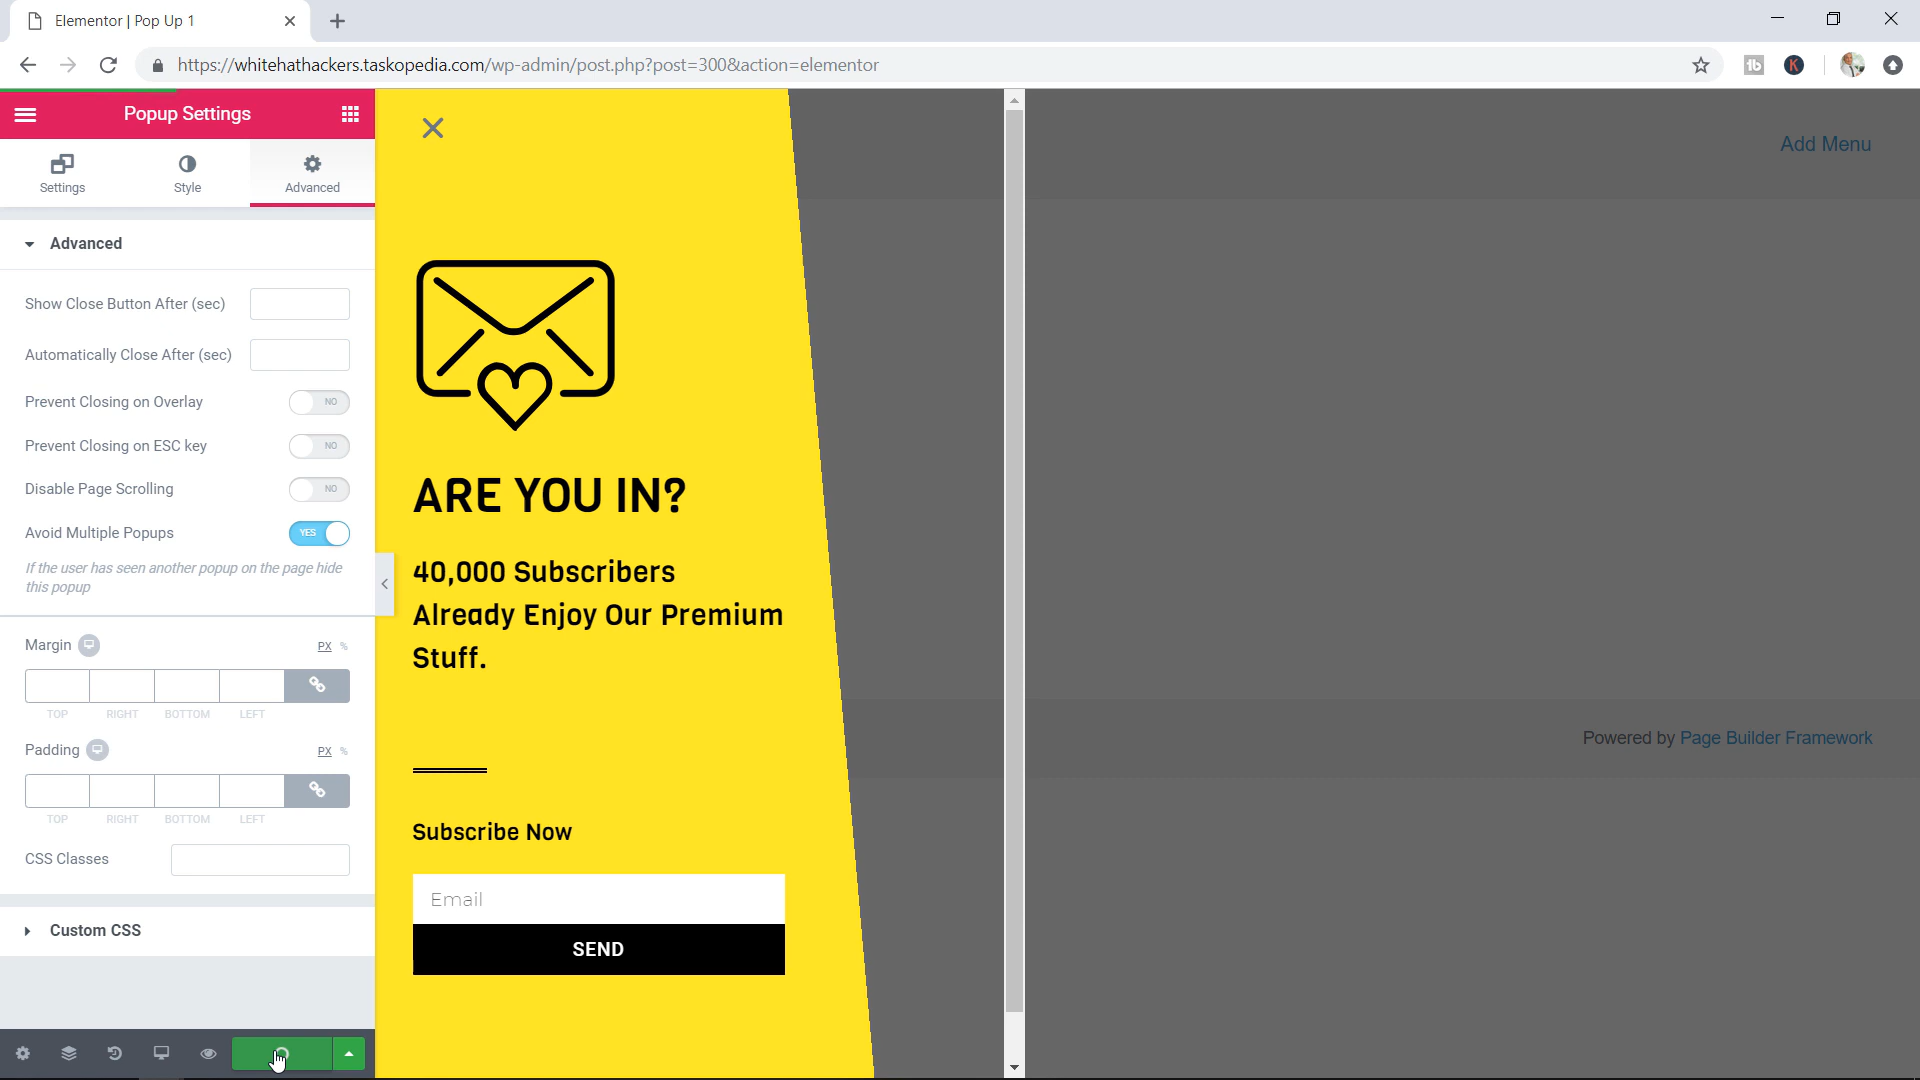 Elementor | Pop Up 1
https://whitehathackers.taskopedia.com/wp-admin/post.php?post=300&action=elementor
tb
K
Popup Settings
Settings
Style
Advanced
Advanced
Show Close Button After (sec)
Automatically Close After (sec)
Prevent Closing on Overlay
NO
Prevent Closing on ESC key
NO
Disable Page Scrolling
NO
Avoid Multiple Popups
YES
If the user has seen another popup on the page hide
this popup
Margin
PX %
TOP RIGHT BOTTOM LEFT
Padding
PX %
TOP RIGHT BOTTOM LEFT
CSS Classes
Custom CSS
ARE YOU IN?
40,000 Subscribers
Already Enjoy Our Premium
Stuff.
Subscribe Now
Email
SEND
Add Menu
Powered by Page Builder Framework